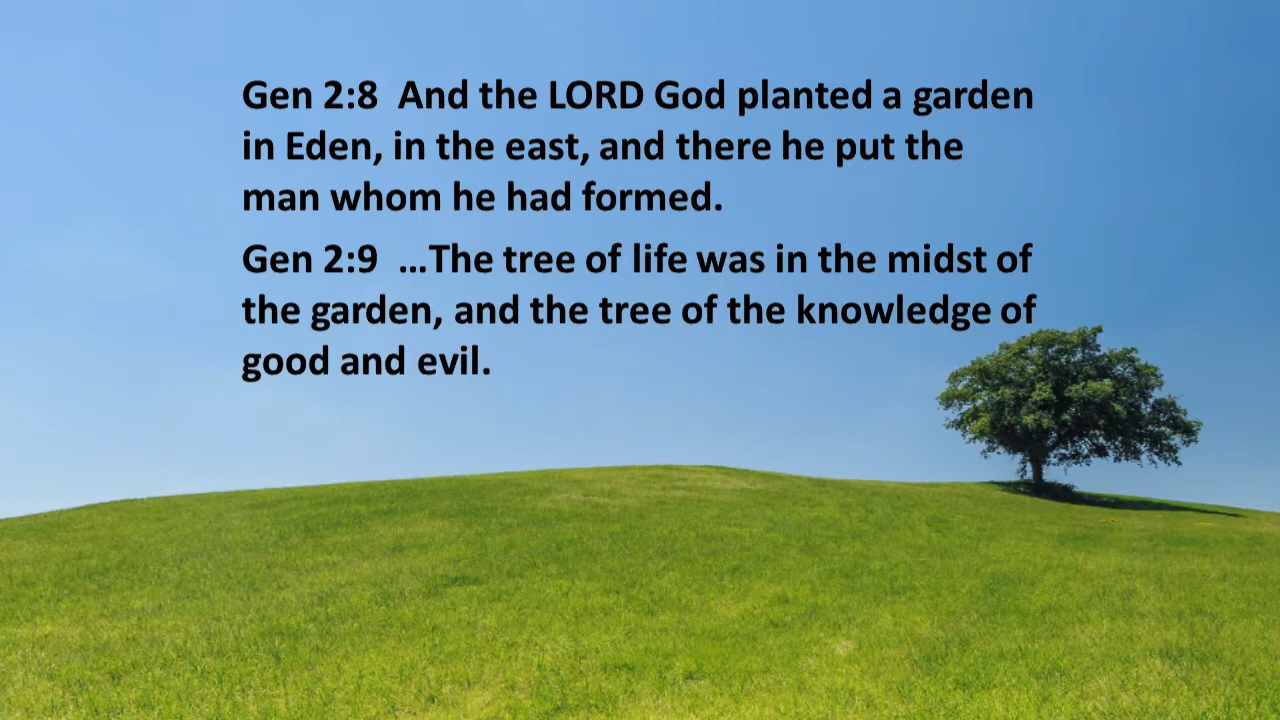 Gen 2:8  And the LORD God planted a garden
in Eden, in the east, and there he put the
man whom he had formed.
Gen 2:9  …The tree of life was in the midst of
the garden, and the tree of the knowledge of
good and evil.